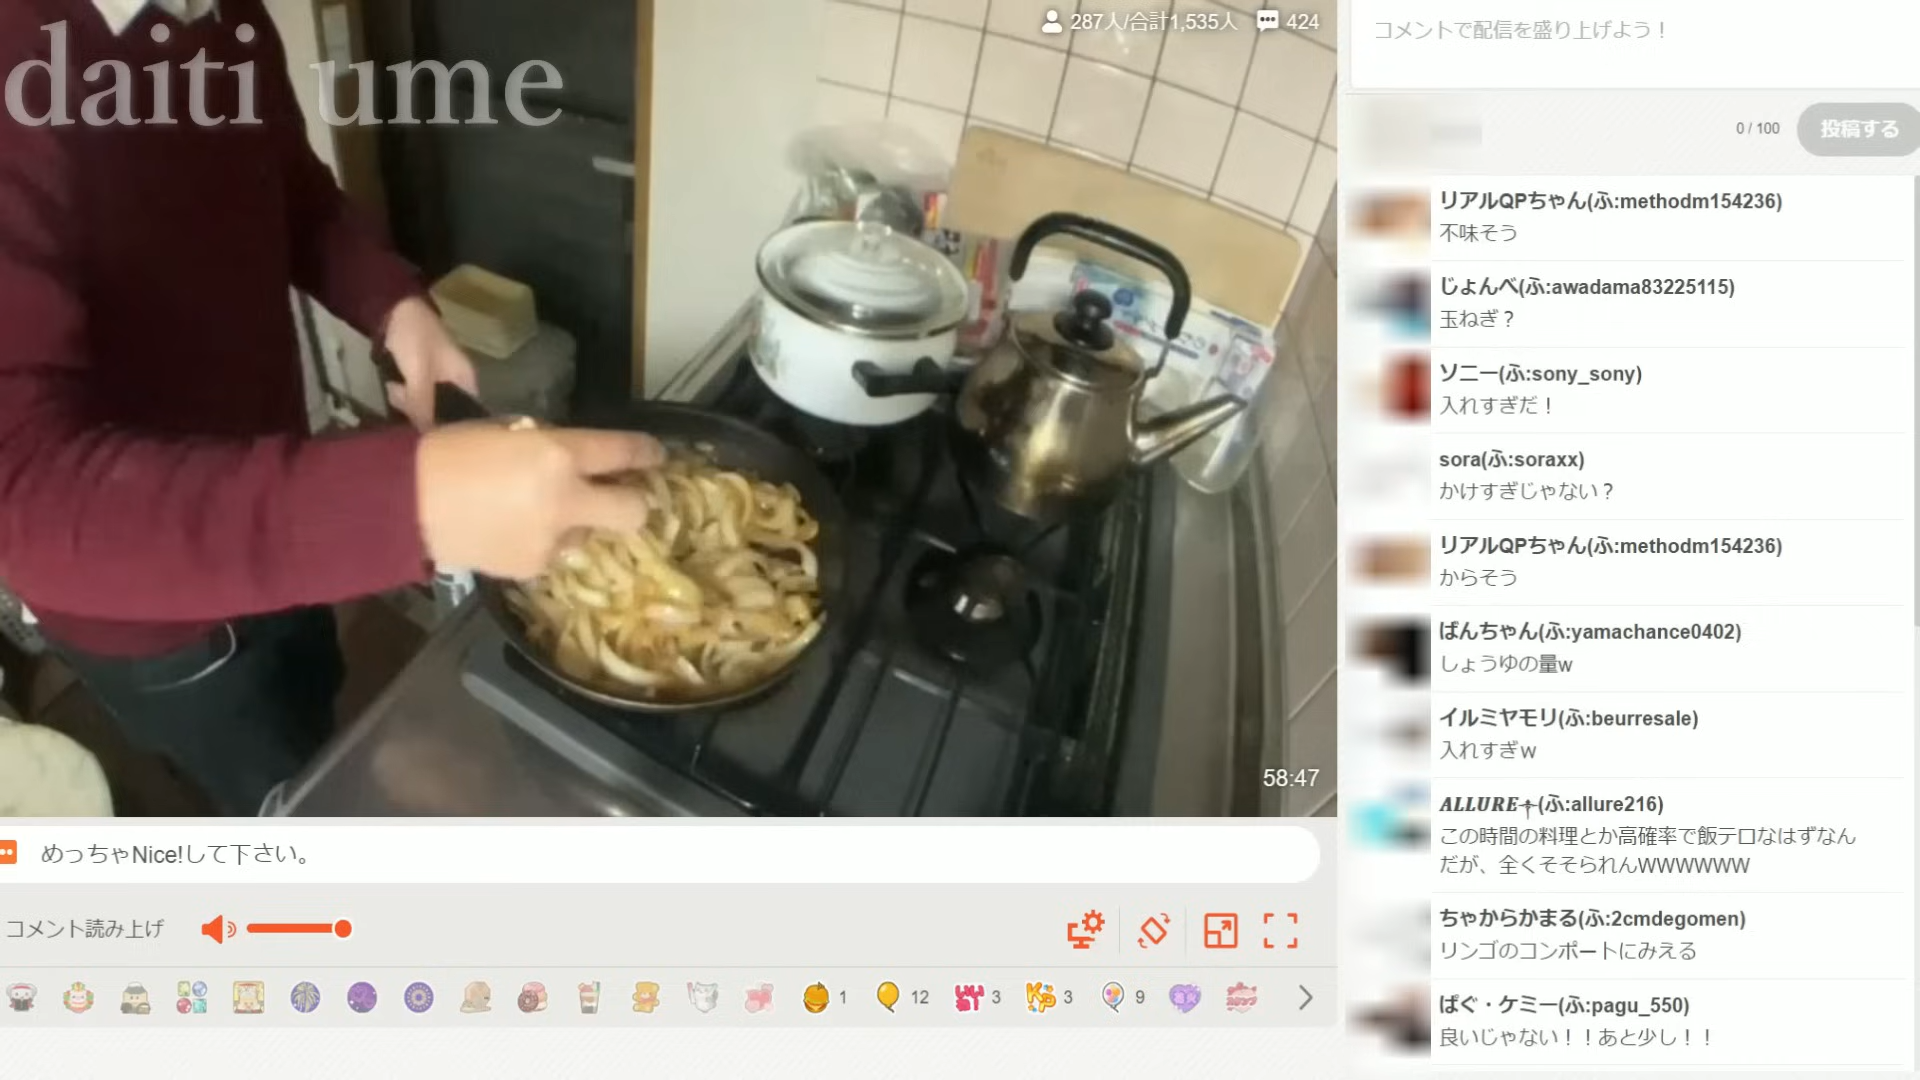 daiti ume
287人/合計1,535人 424
58:47
めっちゃNice!して下さい。
コメント読み上げ
1
12
3
3
9
コメントで配信を盛り上げよう！
0 / 100
投稿する
リアルQPちゃん(ふ:methodm154236)
不味そう
じょんべ(ふ:awadama83225115)
玉ねぎ？
ソニー(ふ:sony_sony)
入れすぎだ！
sora(ふ:soraxx)
かけすぎじゃない？
リアルQPちゃん(ふ:methodm154236)
からそう
ばんちゃん(ふ:yamachance0402)
しょうゆの量w
イルミヤモリ(ふ:beurresale)
入れすぎw
ALLURE╋(ふ:allure216)
この時間の料理とか高確率で飯テロなはずなん
だが、全くそそられんWWWWWW
ちゃからかまる(ふ:2cmdegomen)
リンゴのコンポートにみえる
ぱぐ・ケミー(ふ:pagu_550)
良いじゃない！！あと少し！！